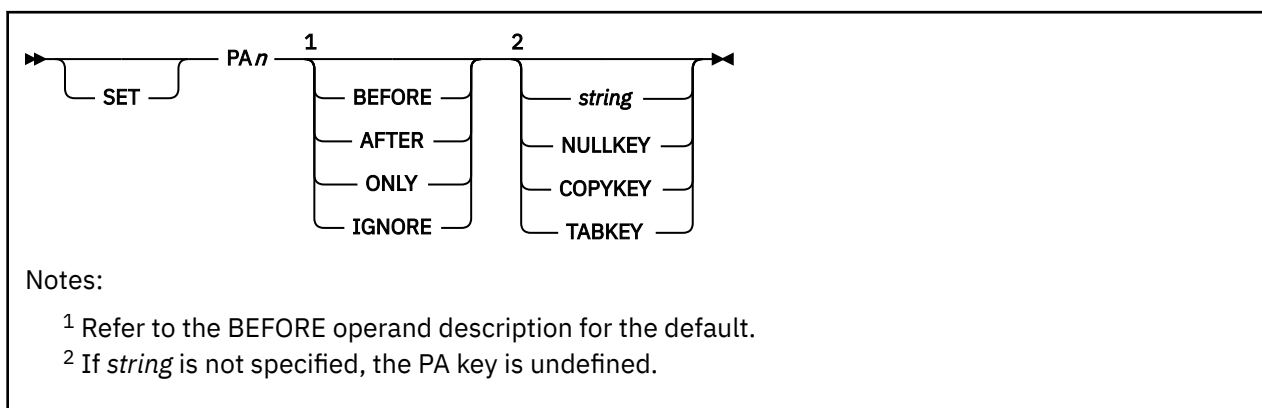 1 2
SET PAn BEFORE string
AFTER NULLKEY
ONLY COPYKEY
IGNORE TABKEY
Notes:
1 Refer to the BEFORE operand description for the default.
2 If string is not specified, the PA key is undefined.